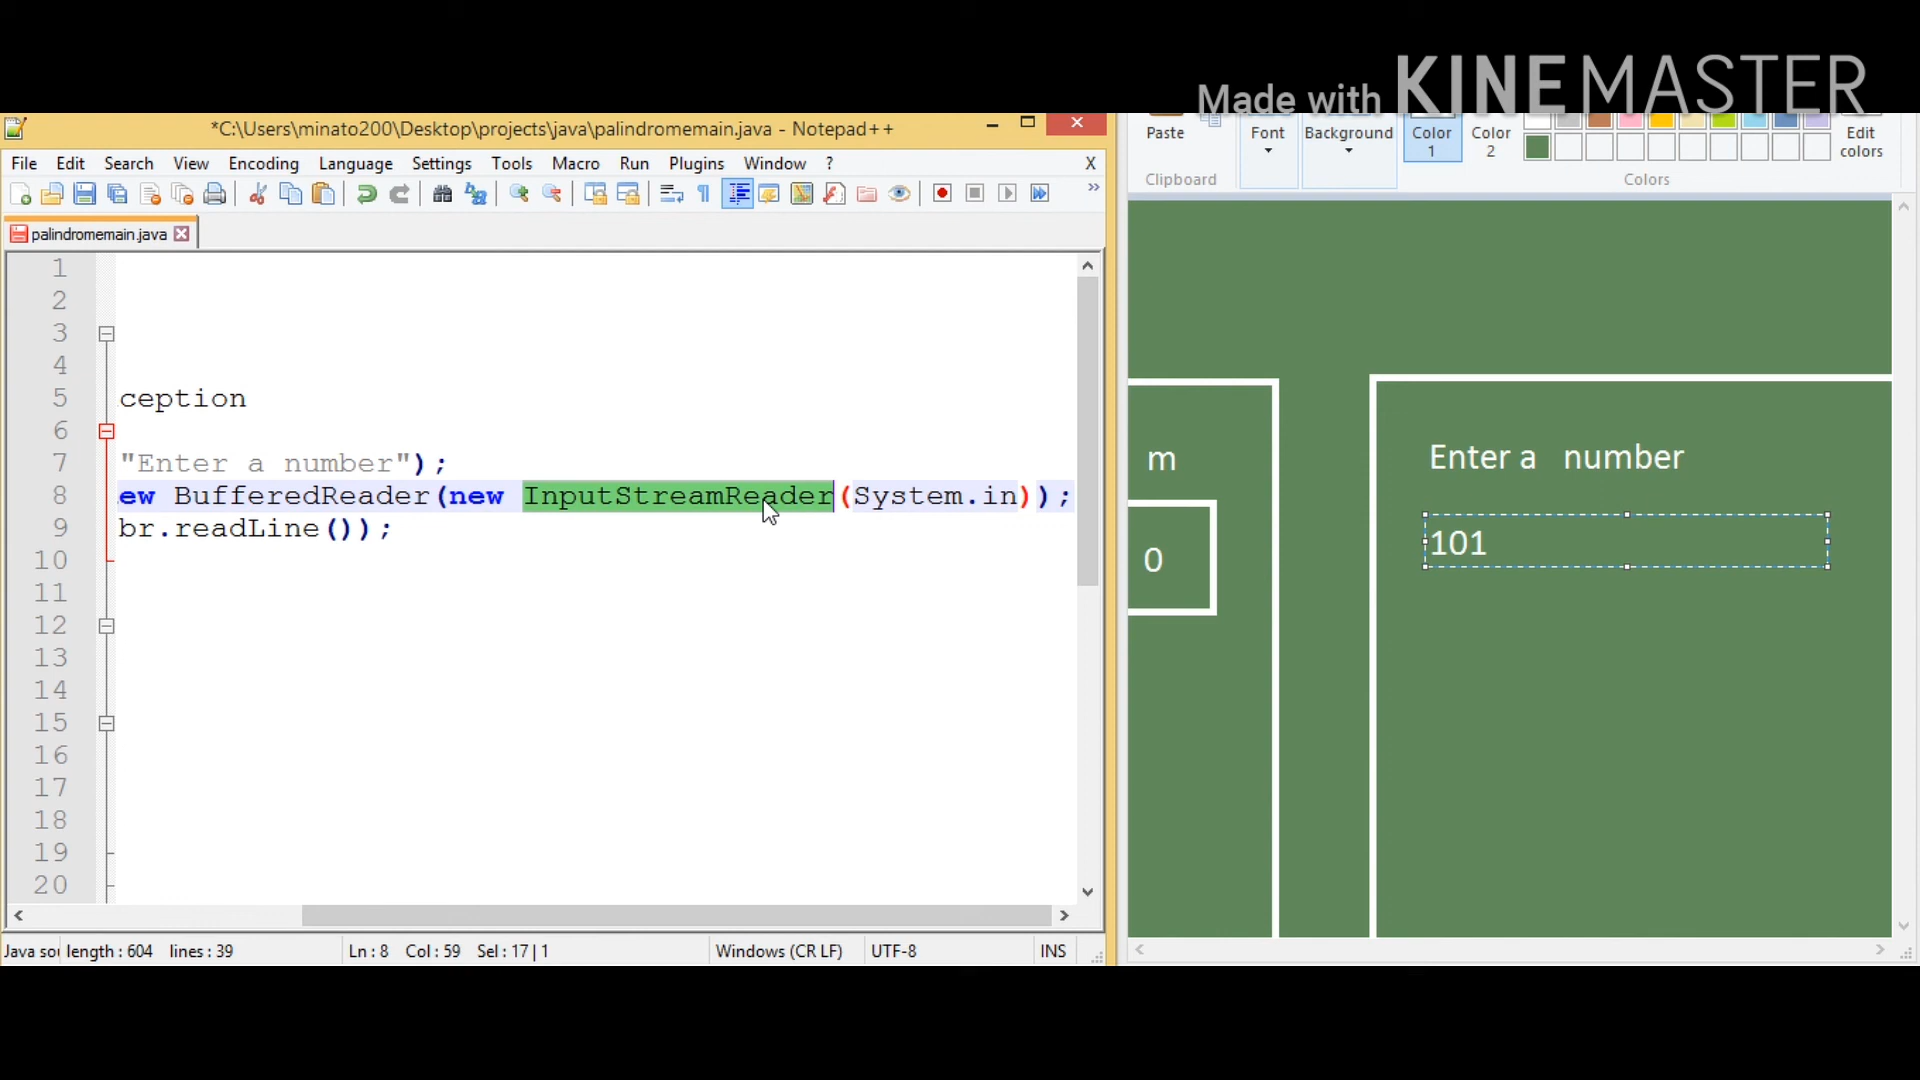 Made with KINEMASTER
*C:\Users\minato200\Desktop\projects\java\palindromemain.java - Notepad++
File Edit Search View Encoding Language Settings Tools Macro Run Plugins Window ? X
palindromemain.java
1
2
3
4
5 ception
6
7 "Enter a number");
8 ew BufferedReader(new InputStreamReader(System.in));
9 br.readLine());
10
11
12
13
14
15
16
17
18
19
20
Java so length : 604 lines : 39 Ln : 8 Col : 59 Sel : 17 | 1 Windows (CR LF) UTF-8 INS
Paste Font Background Color 1 Color 2 Edit colors
Clipboard Colors
m
0
Enter a number
101